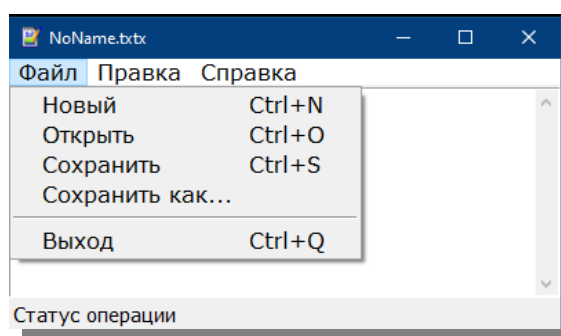 NoName.txtx
Файл Правка Справка
Новый Ctrl+N
Открыть Ctrl+O
Сохранить Ctrl+S
Сохранить как...
Выход Ctrl+Q
Статус операции